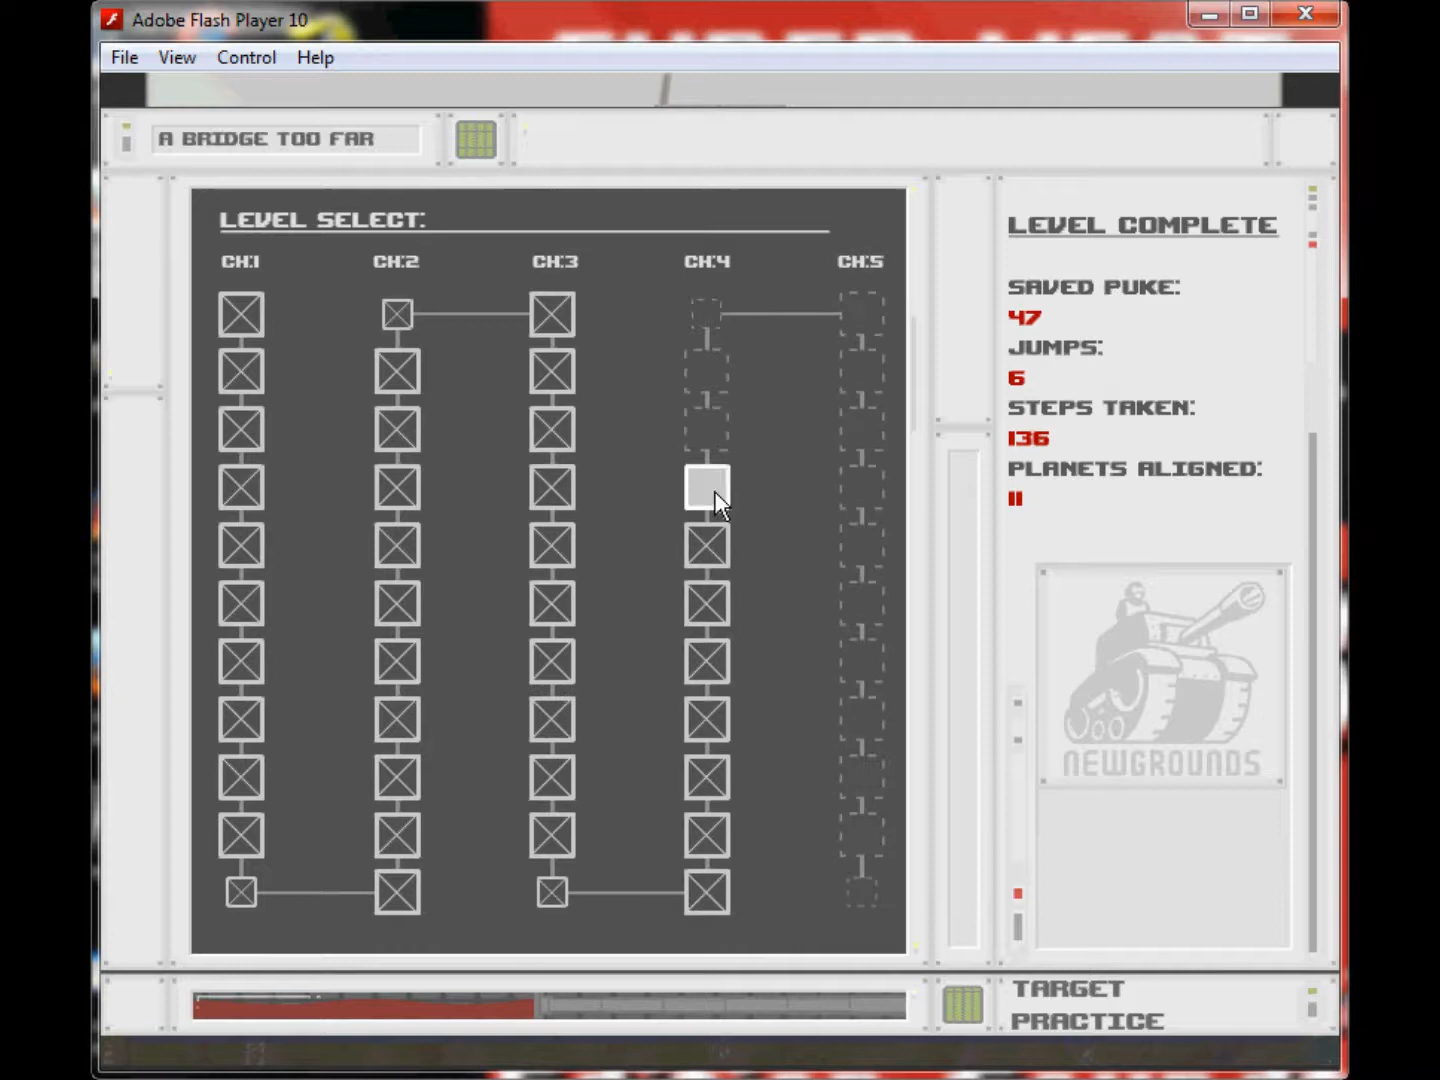 Adobe Flash Player 10
File View Control Help
A BRIDGE TOO FAR
LEVEL SELECT:
CH:1 CH:2 CH:3 CH:4 CH:5
LEVEL COMPLETE
SAVED PUKE:
47
JUMPS:
6
STEPS TAKEN:
136
PLANETS ALIGNED:
11
NEWGROUNDS
TARGET
PRACTICE